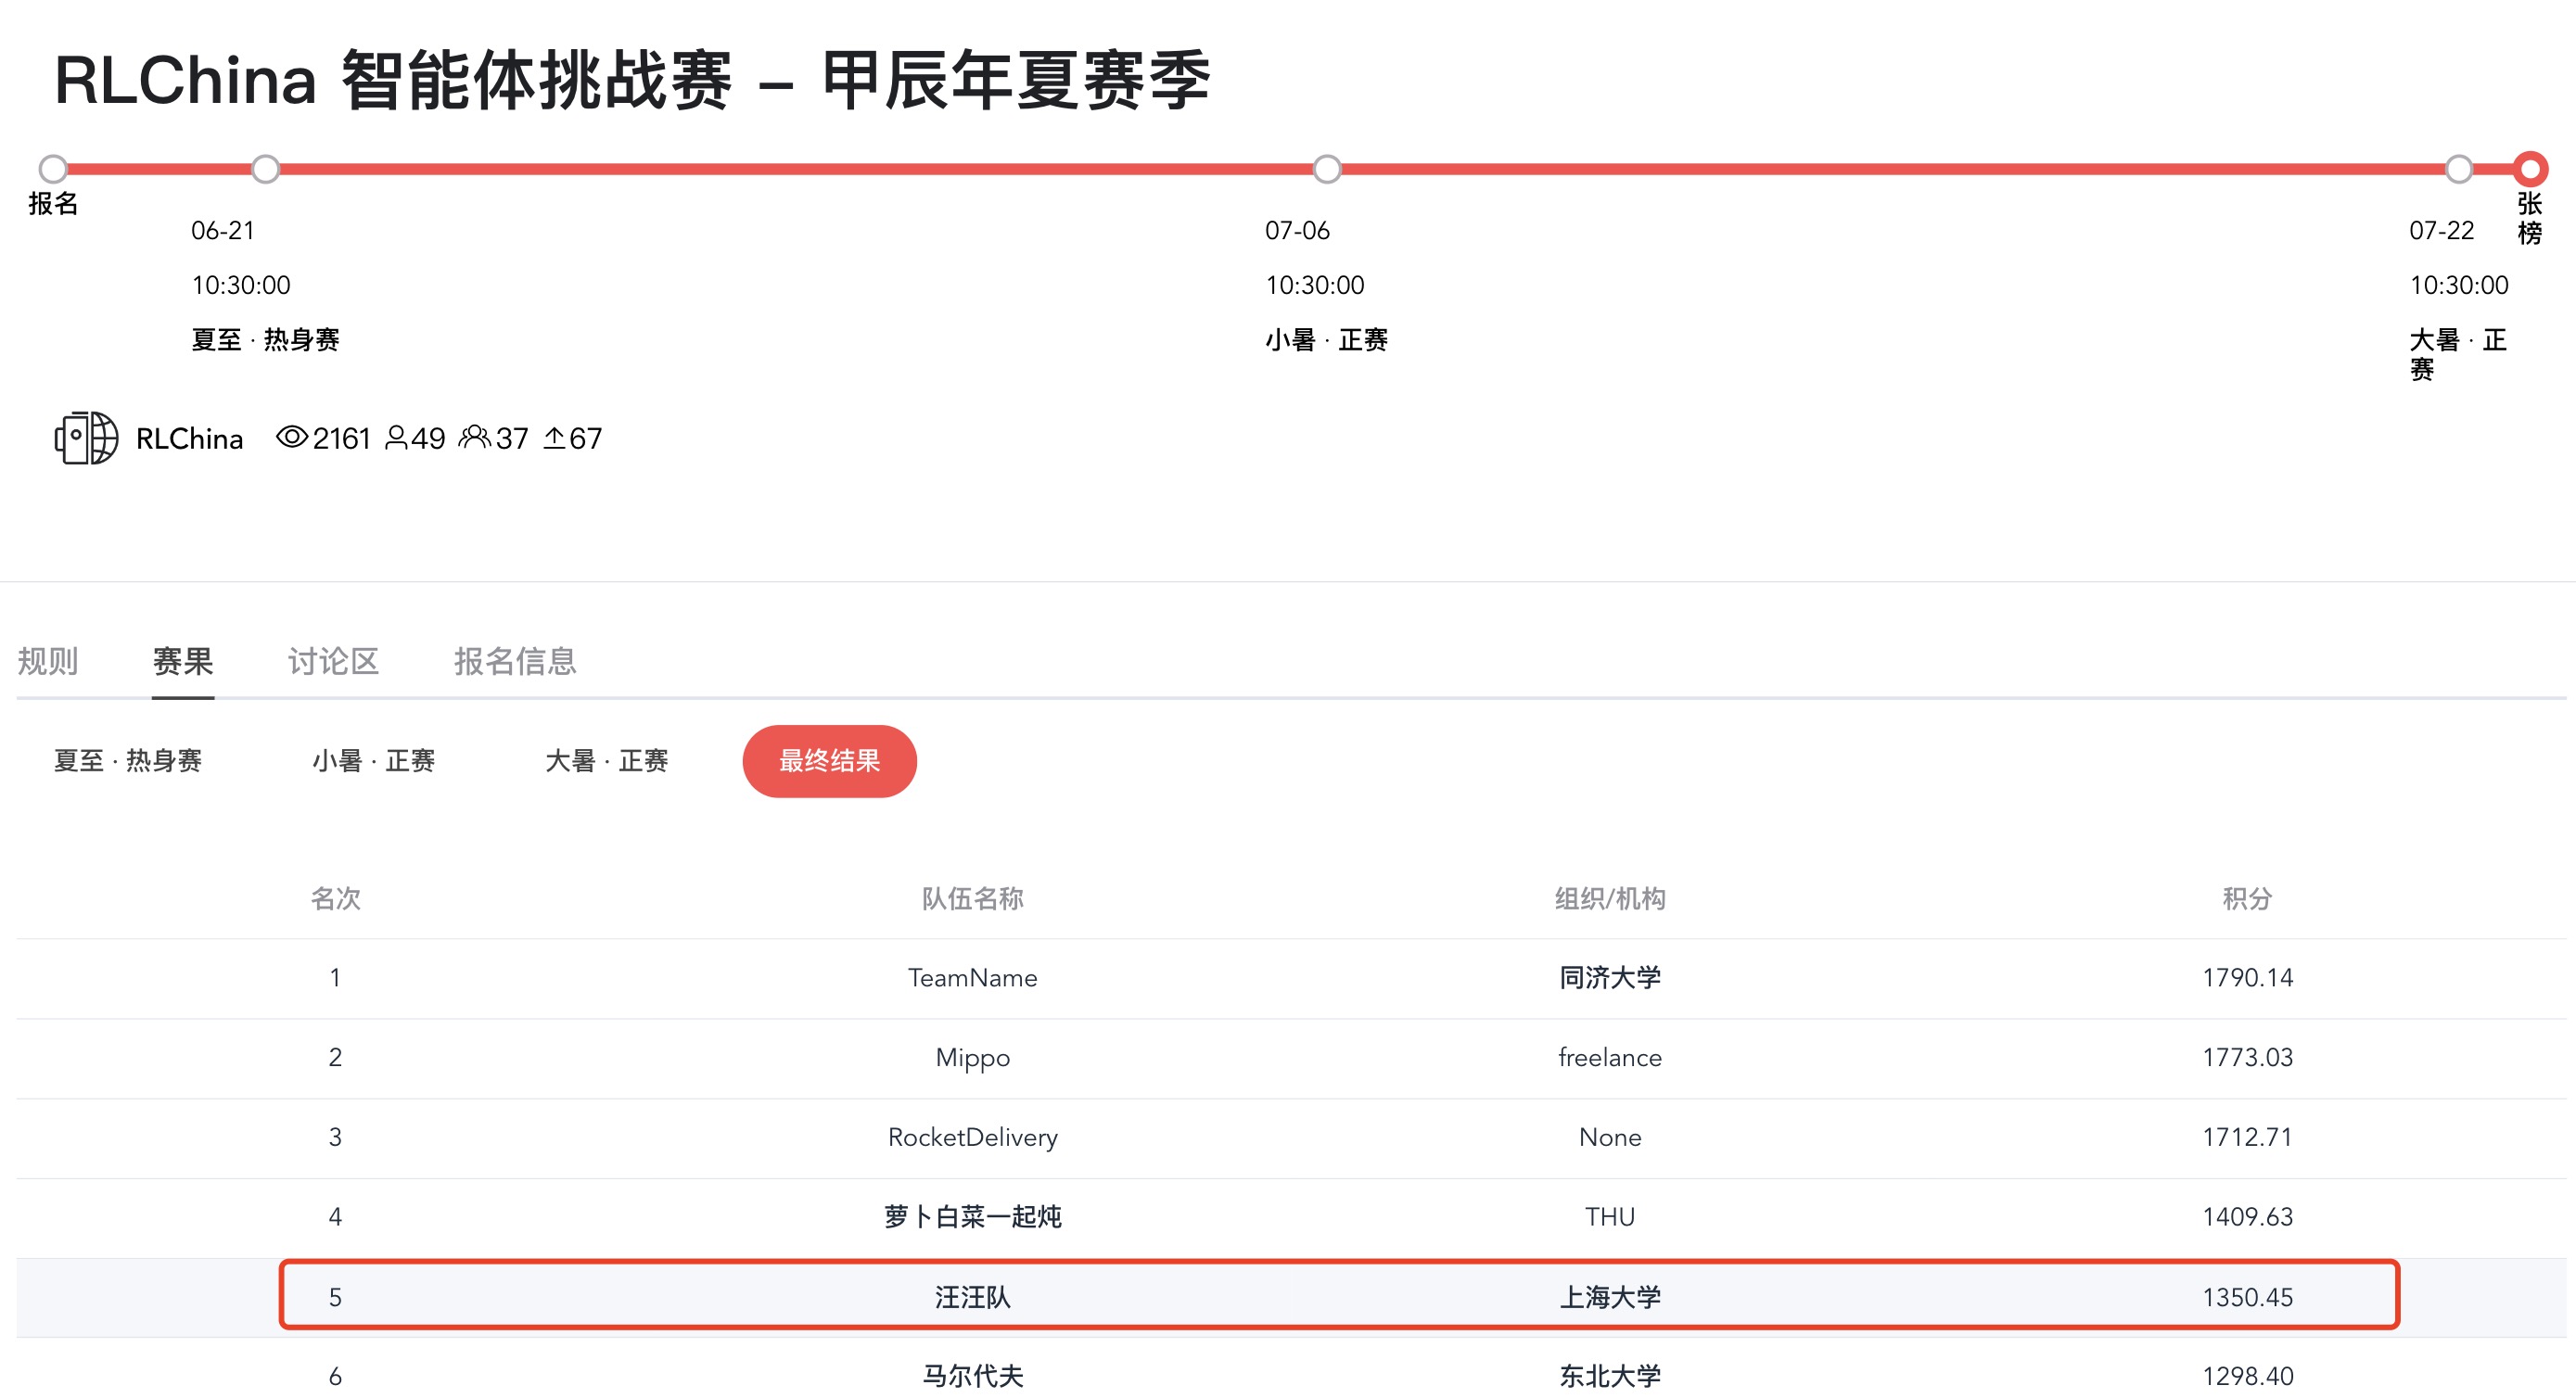 RLChina 智能体挑战赛 – 甲辰年夏赛季
报名
06-21
10:30:00
夏至 · 热身赛
07-06
10:30:00
小暑 · 正赛
07-22
10:30:00
大暑 · 正
赛
张
榜
RLChina 2161 49 37 67
规则 赛果 讨论区 报名信息
夏至 · 热身赛 小暑 · 正赛 大暑 · 正赛 最终结果
名次 队伍名称 组织/机构 积分
1 TeamName 同济大学 1790.14
2 Mippo freelance 1773.03
3 RocketDelivery None 1712.71
4 萝卜白菜一起炖 THU 1409.63
5 汪汪队 上海大学 1350.45
6 马尔代夫 东北大学 1298.40